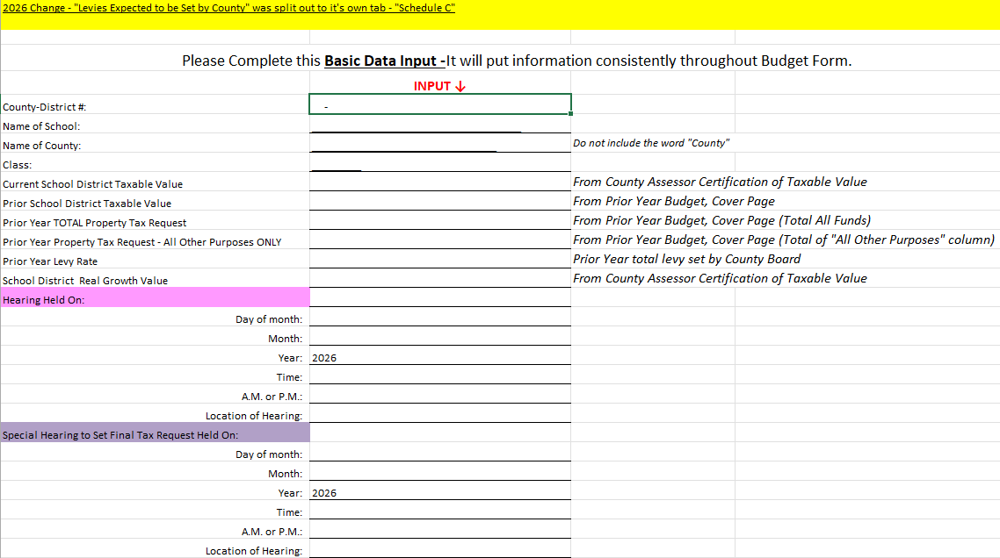 2026 Change - "Levies Expected to be Set by County" was split out to it's own tab - "Schedule C"
Please Complete this Basic Data Input -It will put information consistently throughout Budget Form.
INPUT ↓
County-District #: -
Name of School:
Name of County: Do not include the word "County"
Class:
Current School District Taxable Value From County Assessor Certification of Taxable Value
Prior School District Taxable Value From Prior Year Budget, Cover Page
Prior Year TOTAL Property Tax Request From Prior Year Budget, Cover Page (Total All Funds)
Prior Year Property Tax Request - All Other Purposes ONLY From Prior Year Budget, Cover Page (Total of "All Other Purposes" column)
Prior Year Levy Rate Prior Year total levy set by County Board
School District Real Growth Value From County Assessor Certification of Taxable Value
Hearing Held On:
Day of month:
Month:
Year: 2026
Time:
A.M. or P.M.:
Location of Hearing:
Special Hearing to Set Final Tax Request Held On:
Day of month:
Month:
Year: 2026
Time:
A.M. or P.M.:
Location of Hearing: